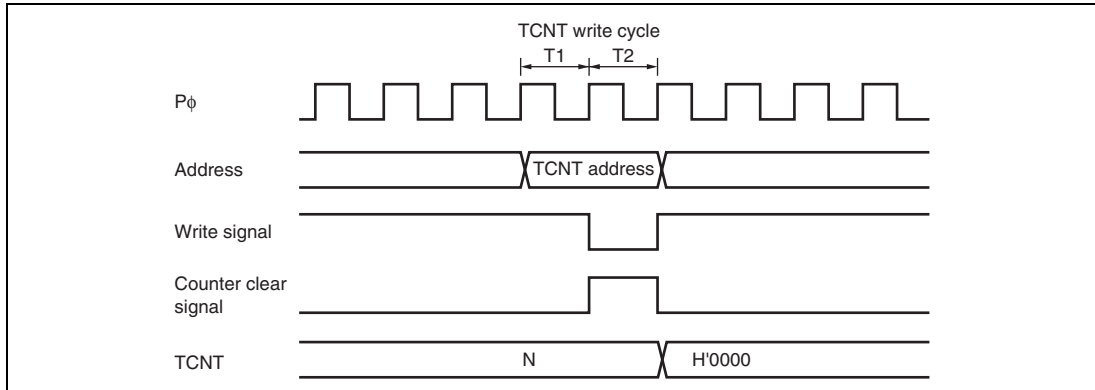 TCNT write cycle
T1 T2
Pϕ
Address
TCNT address
Write signal
Counter clear
signal
TCNT
N
H'0000